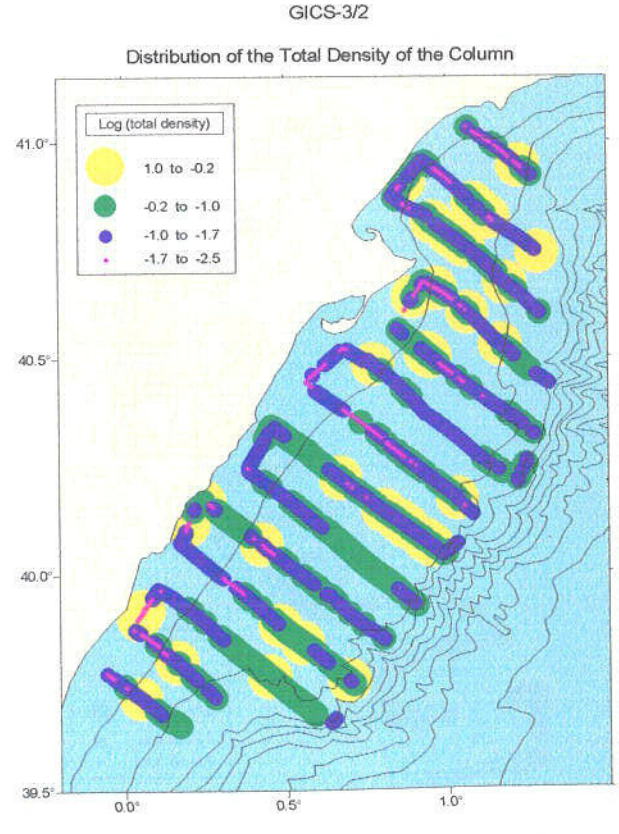 GICS-3/2
Distribution of the Total Density of the Column
Log (total density)
1.0 to -0.2
-0.2 to -1.0
-1.0 to -1.7
-1.7 to -2.5
41.0°
40.5°
40.0°
39.5°
0.0°
0.5°
1.0°